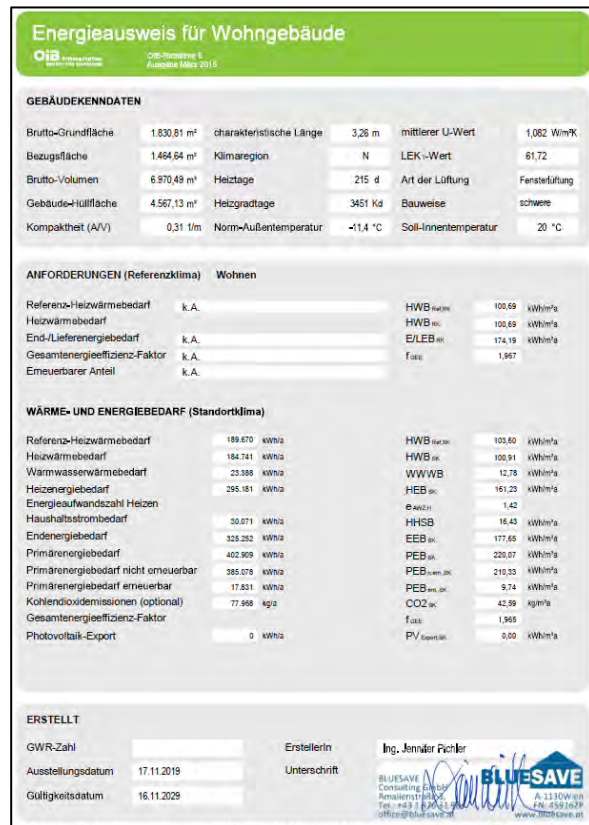 Energieausweis für Wohngebäude
OiB
OIB-Richtlinie 6
Ausgabe März 2015
GEBÄUDEKENNDATEN
Brutto-Grundfläche 1.830,81 m² charakteristische Länge 3,26 m mittlerer U-Wert 1,082 W/m²K
Bezugsfläche 1.464,64 m² Klimaregion N LEK T-Wert 61,72
Brutto-Volumen 6.970,49 m³ Heiztage 215 d Art der Lüftung Fensterlüftung
Gebäude-Hüllfläche 4.567,13 m² Heizgradtage 3451 Kd Bauweise schwere
Kompaktheit (A/V) 0,31 1/m Norm-Außentemperatur -11,4 °C Soll-Innentemperatur 20 °C
ANFORDERUNGEN (Referenzklima) Wohnen
Referenz-Heizwärmebedarf k.A. HWB Ref,RK 100,69 kWh/m²a
Heizwärmebedarf HWB RK 100,69 kWh/m²a
End-/Lieferenergiebedarf k.A. E/LEB RK 174,19 kWh/m²a
Gesamtenergieeffizienz-Faktor k.A. f GEE 1,967
Erneuerbarer Anteil k.A.
WÄRME- UND ENERGIEBEDARF (Standortklima)
Referenz-Heizwärmebedarf 189.670 kWh/a HWB Ref,SK 103,60 kWh/m²a
Heizwärmebedarf 184.741 kWh/a HWB SK 100,91 kWh/m²a
Warmwasserwärmebedarf 23.388 kWh/a WWWB 12,78 kWh/m²a
Heizenergiebedarf 295.181 kWh/a HEB SK 161,23 kWh/m²a
Energieaufwandszahl Heizen e AWZ,H 1,42
Haushaltsstrombedarf 30.071 kWh/a HHSB 16,43 kWh/m²a
Endenergiebedarf 325.252 kWh/a EEB SK 177,65 kWh/m²a
Primärenergiebedarf 402.909 kWh/a PEB SK 220,07 kWh/m²a
Primärenergiebedarf nicht erneuerbar 385.078 kWh/a PEB n.ern.,SK 210,33 kWh/m²a
Primärenergiebedarf erneuerbar 17.831 kWh/a PEB ern.,SK 9,74 kWh/m²a
Kohlendioxidemissionen (optional) 77.968 kg/a CO2 SK 42,59 kg/m²a
Gesamtenergieeffizienz-Faktor f GEE 1,965
Photovoltaik-Export 0 kWh/a PV Export,SK 0,00 kWh/m²a
ERSTELLT
GWR-Zahl ErstellerIn Ing. Jennifer Pichler
Ausstellungsdatum 17.11.2019 Unterschrift
Gültigkeitsdatum 16.11.2029
BLUESAVE
Consulting GmbH
BLUESAVE
A-1130 Wien
FN: 459162P
office@bluesave.at www.bluesave.at